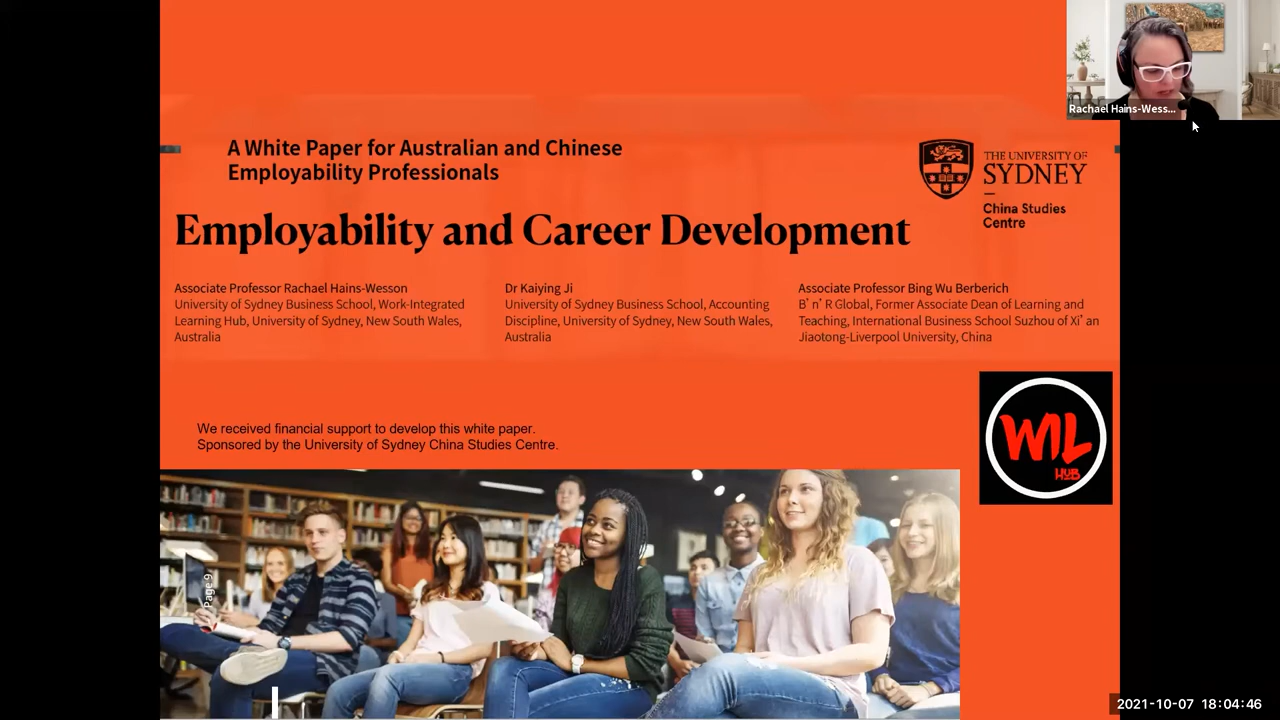 Rachael Hains-Wess...
A White Paper for Australian and Chinese
Employability Professionals
THE UNIVERSITY OF
SYDNEY
China Studies
Centre
Employability and Career Development
Associate Professor Rachael Hains-Wesson
University of Sydney Business School, Work-Integrated
Learning Hub, University of Sydney, New South Wales,
Australia
Dr Kaiying Ji
University of Sydney Business School, Accounting
Discipline, University of Sydney, New South Wales,
Australia
Associate Professor Bing Wu Berberich
B'n'R Global, Former Associate Dean of Learning and
Teaching, International Business School Suzhou of Xi'an
Jiaotong-Liverpool University, China
We received financial support to develop this white paper.
Sponsored by the University of Sydney China Studies Centre.
WIL
HUB
Page 9
2021-10-07 18:04:46